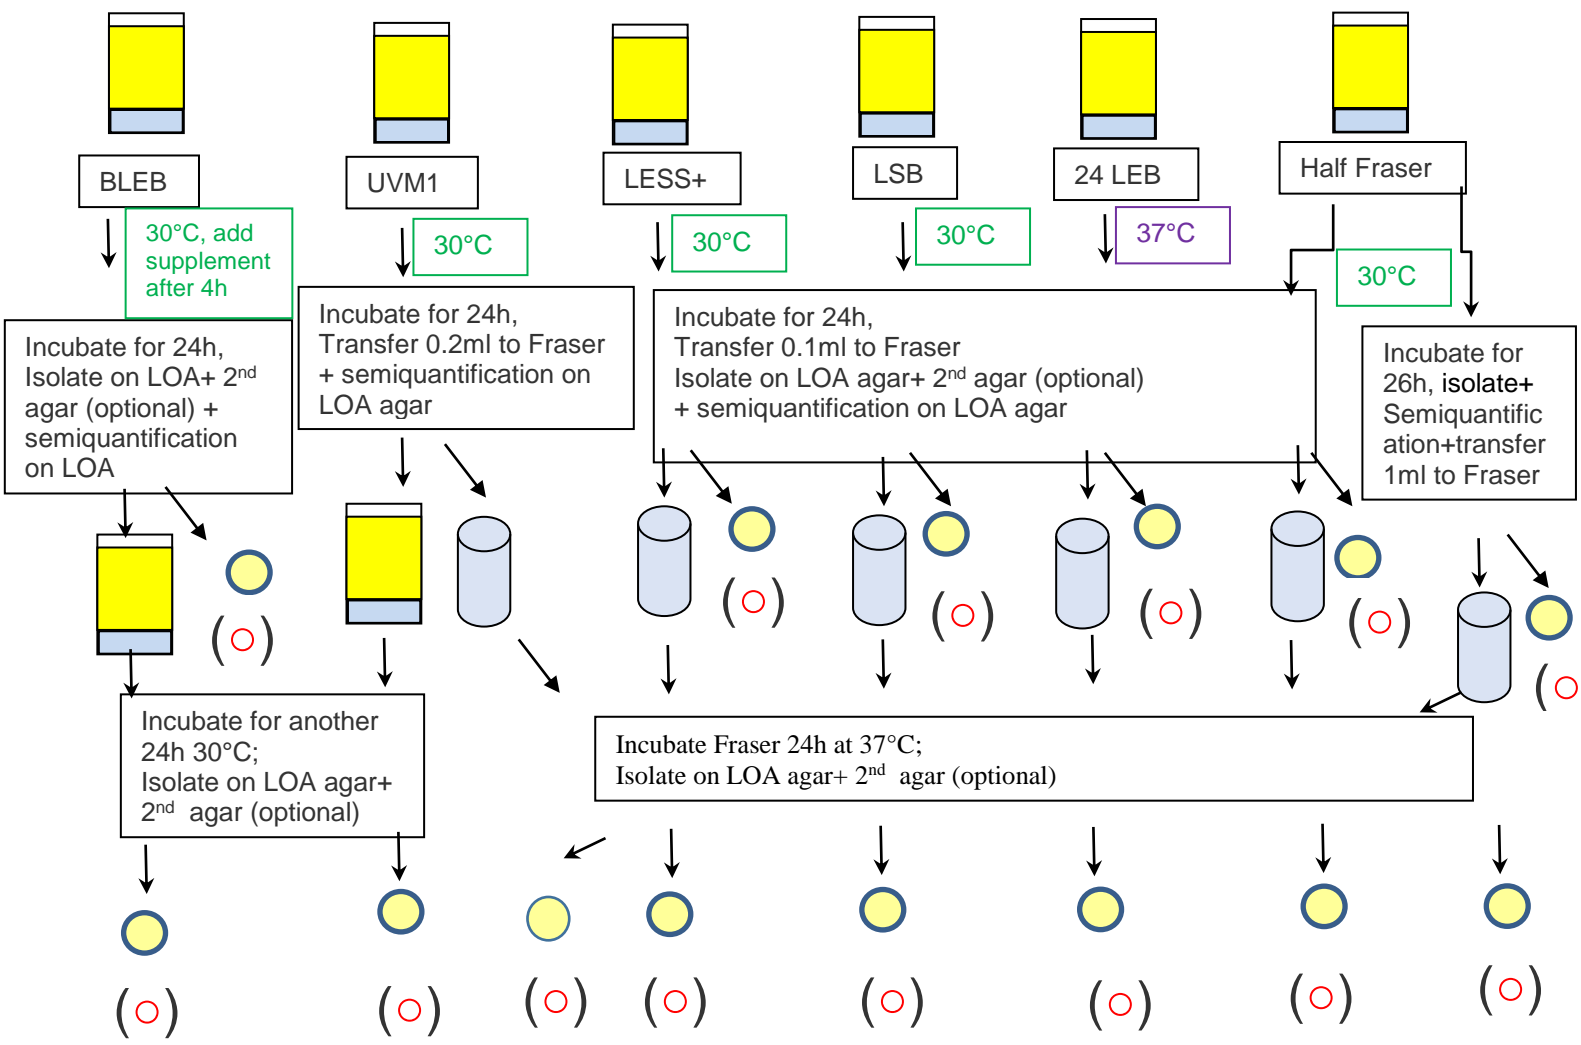 BLEB
UVM1
LESS+
LSB
24 LEB
Half Fraser
30°C, add
supplement
after 4h
30°C
30°C
30°C
37°C
30°C
Incubate for 24h,
Isolate on LOA+ 2nd
agar (optional) +
semiquantification
on LOA
Incubate for 24h,
Transfer 0.2ml to Fraser
+ semiquantification on
LOA agar
Incubate for 24h,
Transfer 0.1ml to Fraser
Isolate on LOA agar+ 2nd agar (optional)
+ semiquantification on LOA agar
Incubate for
26h, isolate+
Semiquantific
ation+transfer
1ml to Fraser
Incubate for another
24h 30°C;
Isolate on LOA agar+
2nd agar (optional)
Incubate Fraser 24h at 37°C;
Isolate on LOA agar+ 2nd agar (optional)